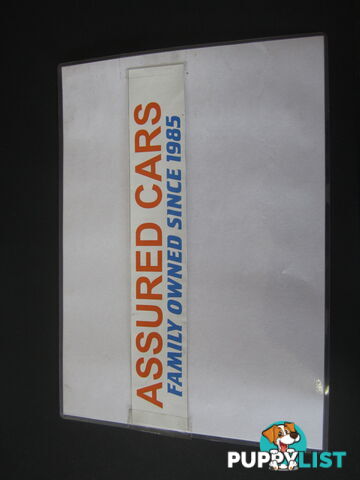 ASSURED CARS
FAMILY OWNED SINCE 1985
PUPPYLIST